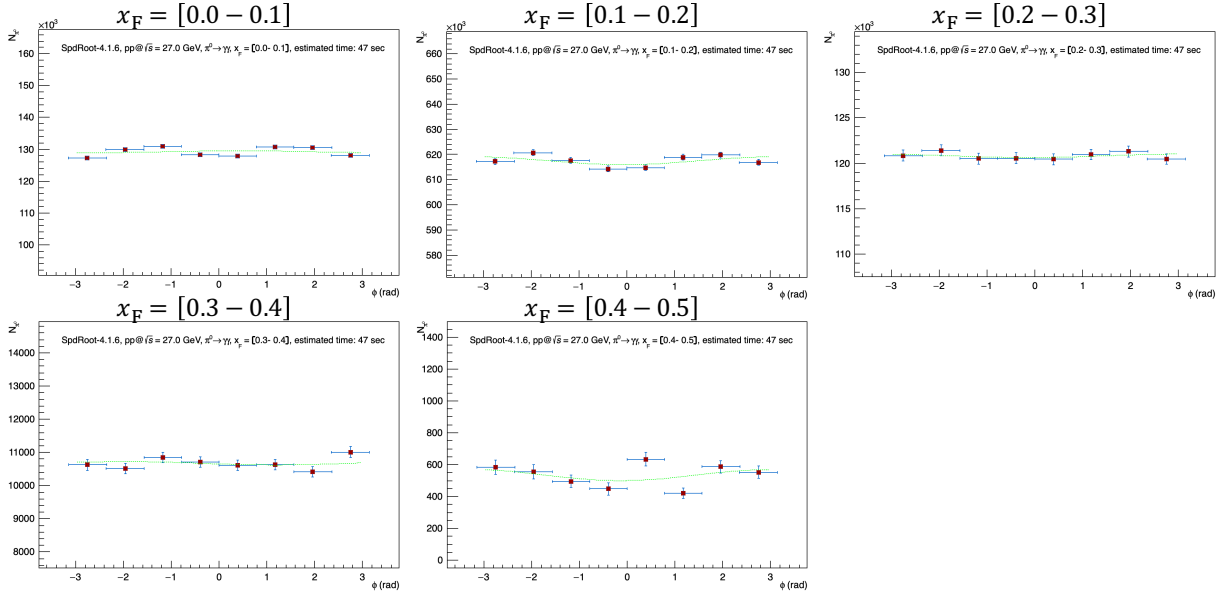 x_F = [0.0 – 0.1]
N_π⁰
×10³
SpdRoot-4.1.6, pp@√s = 27.0 GeV, π⁰→γγ, x_F = [0.0- 0.1], estimated time: 47 sec
160
150
140
130
120
110
100
−3 −2 −1 0 1 2 3
ϕ (rad)
x_F = [0.1 – 0.2]
N_π⁰
×10³
SpdRoot-4.1.6, pp@√s = 27.0 GeV, π⁰→γγ, x_F = [0.1- 0.2], estimated time: 47 sec
660
640
620
600
580
−3 −2 −1 0 1 2 3
ϕ (rad)
x_F = [0.2 – 0.3]
N_π⁰
×10³
SpdRoot-4.1.6, pp@√s = 27.0 GeV, π⁰→γγ, x_F = [0.2- 0.3], estimated time: 47 sec
130
125
120
115
110
−3 −2 −1 0 1 2 3
ϕ (rad)
x_F = [0.3 – 0.4]
N_π⁰
SpdRoot-4.1.6, pp@√s = 27.0 GeV, π⁰→γγ, x_F = [0.3- 0.4], estimated time: 47 sec
14000
13000
12000
11000
10000
9000
8000
−3 −2 −1 0 1 2 3
ϕ (rad)
x_F = [0.4 – 0.5]
N_π⁰
SpdRoot-4.1.6, pp@√s = 27.0 GeV, π⁰→γγ, x_F = [0.4- 0.5], estimated time: 47 sec
1400
1200
1000
800
600
400
200
0
−3 −2 −1 0 1 2 3
ϕ (rad)